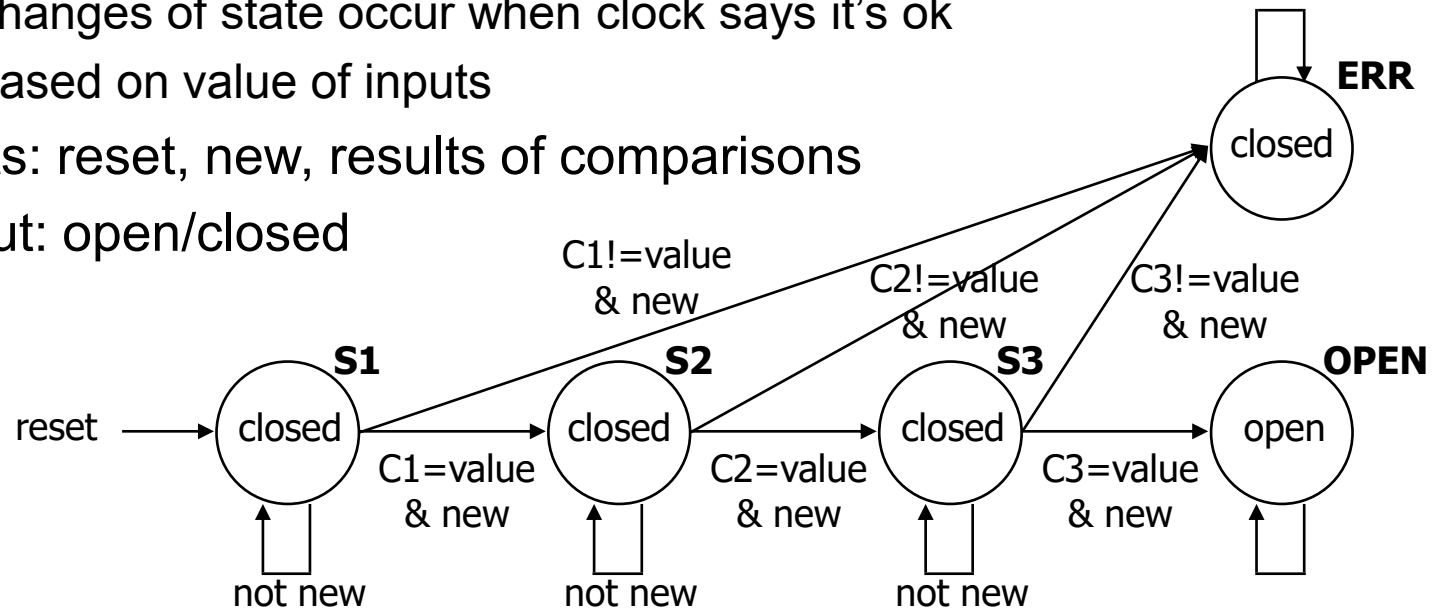 hanges of state occur when clock says it's ok
ased on value of inputs
s: reset, new, results of comparisons
ut: open/closed
ERR
closed
C1!=value
& new
C2!=value
& new
C3!=value
& new
S1
S2
S3
OPEN
reset
closed
closed
closed
open
C1=value
& new
C2=value
& new
C3=value
& new
not new
not new
not new